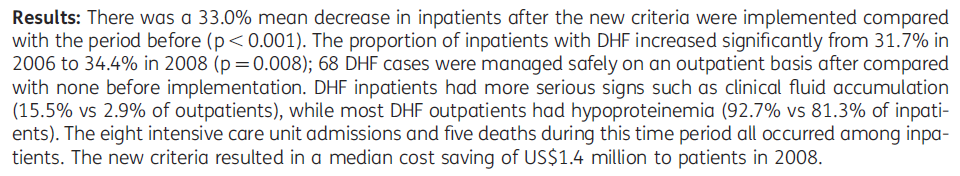 Results: There was a 33.0% mean decrease in inpatients after the new criteria were implemented compared
with the period before (p < 0.001). The proportion of inpatients with DHF increased significantly from 31.7% in
2006 to 34.4% in 2008 (p = 0.008); 68 DHF cases were managed safely on an outpatient basis after compared
with none before implementation. DHF inpatients had more serious signs such as clinical fluid accumulation
(15.5% vs 2.9% of outpatients), while most DHF outpatients had hypoproteinemia (92.7% vs 81.3% of inpati-
ents). The eight intensive care unit admissions and five deaths during this time period all occurred among inpa-
tients. The new criteria resulted in a median cost saving of US$1.4 million to patients in 2008.